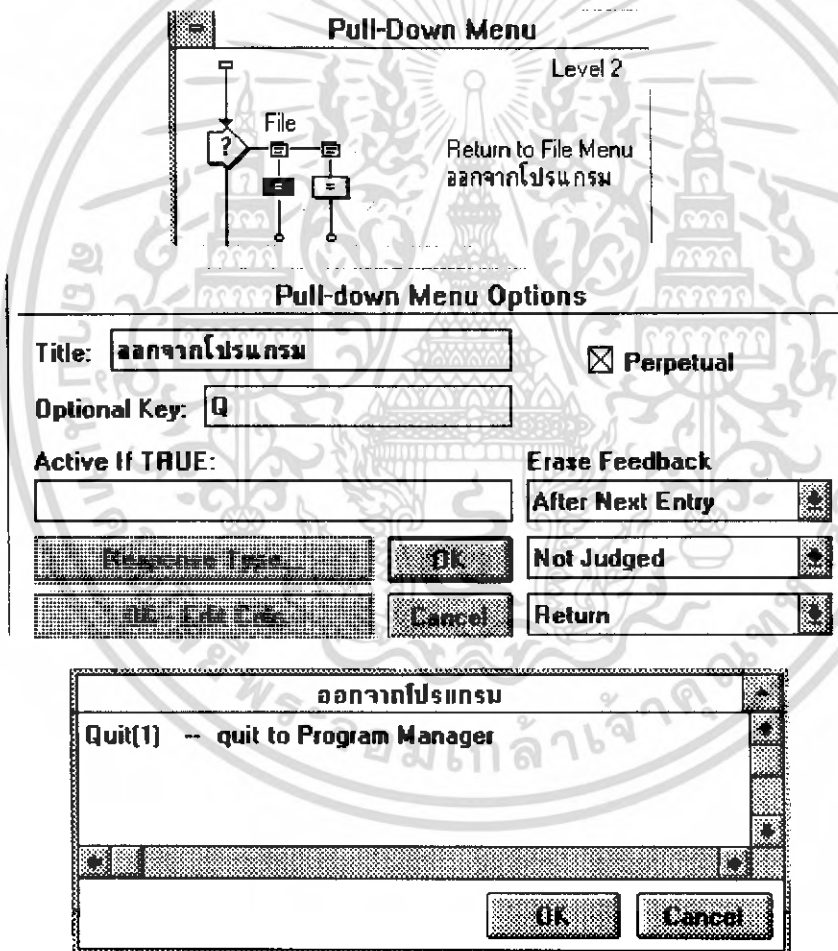 Pull-Down Menu
Level 2
File
?
Return to File Menu
=
=
ออกจากโปรแกรม
Pull-down Menu Options
Title: ออกจากโปรแกรม
Perpetual
Optional Key: Q
Active If TRUE:
Erase Feedback
After Next Entry
Response Type...
OK
Not Judged
Cancel
Return
ออกจากโปรแกรม
Quit(1) -- quit to Program Manager
OK
Cancel